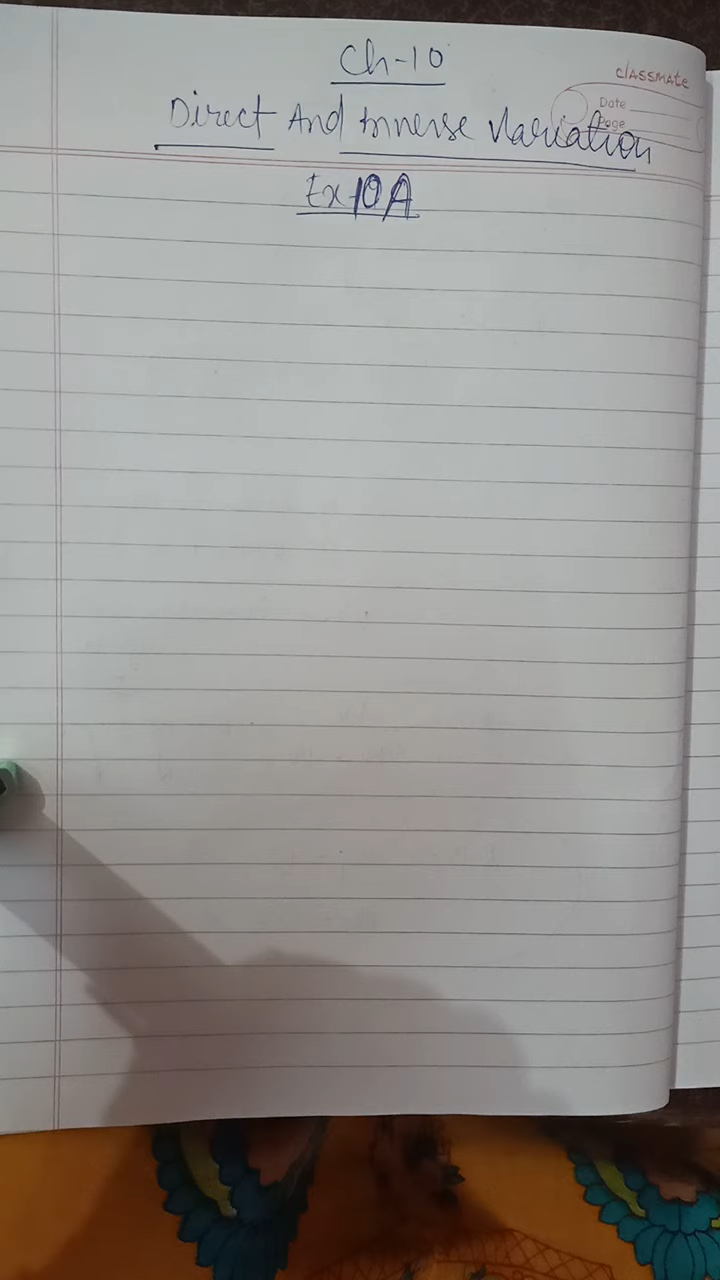 Ch-10
classmate
Date
Page
Direct And Inverse Variation
Ex-10A